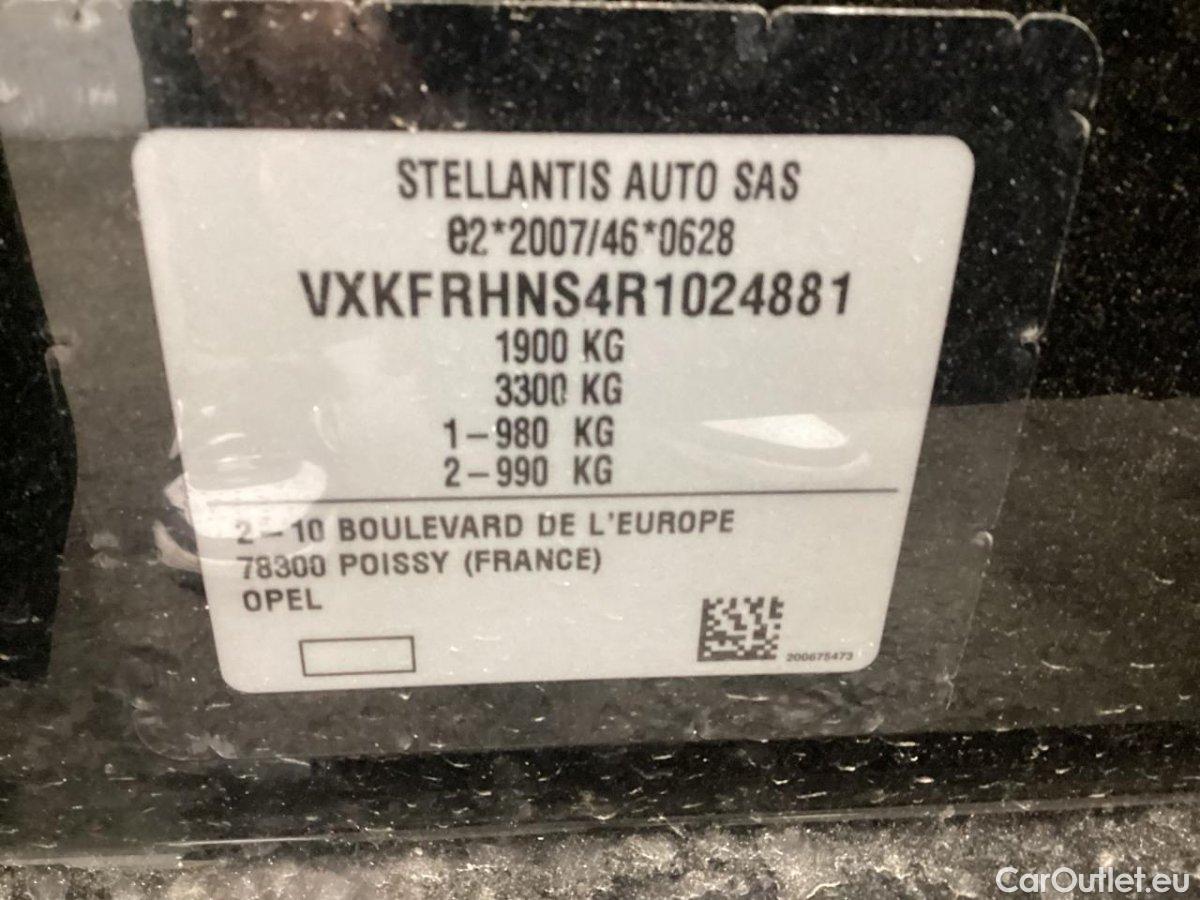 STELLANTIS AUTO SAS
e2*2007/46*0628
VXKFRHNS4R1024881
1900 KG
3300 KG
1-980 KG
2-990 KG
2-10 BOULEVARD DE L'EUROPE
78300 POISSY (FRANCE)
OPEL
200675473
CarOutlet.eu